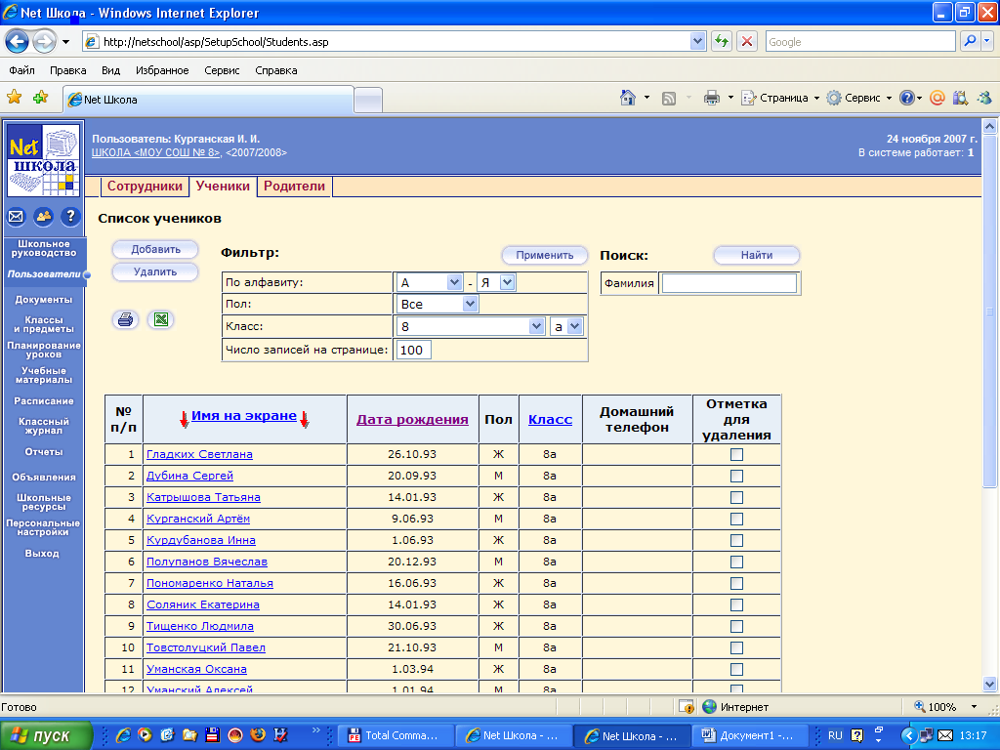 Net Школа - Windows Internet Explorer
http://netschool/asp/SetupSchool/Students.asp
Google
Файл Правка Вид Избранное Сервис Справка
Net Школа
Страница Сервис
Net
школа
Пользователь: Курганская И. И.
24 ноября 2007 г.
ШКОЛА <МОУ СОШ № 8>, <2007/2008>
В системе работает: 1
Сотрудники Ученики Родители
Школьное
руководство
Пользователи
Документы
Классы
и предметы
Планирование
уроков
Учебные
материалы
Расписание
Классный
журнал
Отчеты
Объявления
Школьные
ресурсы
Персональные
настройки
Выход
Список учеников
Добавить
Удалить
Фильтр: Применить
По алфавиту: А - Я
Пол: Все
Класс: 8 а
Число записей на странице: 100
Поиск: Найти
Фамилия
№ п/п Имя на экране Дата рождения Пол Класс Домашний телефон Отметка для удаления
1 Гладких Светлана 26.10.93 Ж 8а
2 Дубина Сергей 20.09.93 М 8а
3 Катрышова Татьяна 14.01.93 Ж 8а
4 Курганский Артём 9.06.93 М 8а
5 Курдубанова Инна 1.06.93 Ж 8а
6 Полупанов Вячеслав 20.12.93 М 8а
7 Пономаренко Наталья 16.06.93 Ж 8а
8 Соляник Екатерина 14.01.93 Ж 8а
9 Тищенко Людмила 30.06.93 Ж 8а
10 Товстолуцкий Павел 21.10.93 М 8а
11 Уманская Оксана 1.03.94 Ж 8а
12 Уманский Алексей 1.01.94 М 8а
Готово Интернет 100%
пуск Total Comma... Net Школа - ... Net Школа - ... Документ1 - ... RU 13:17